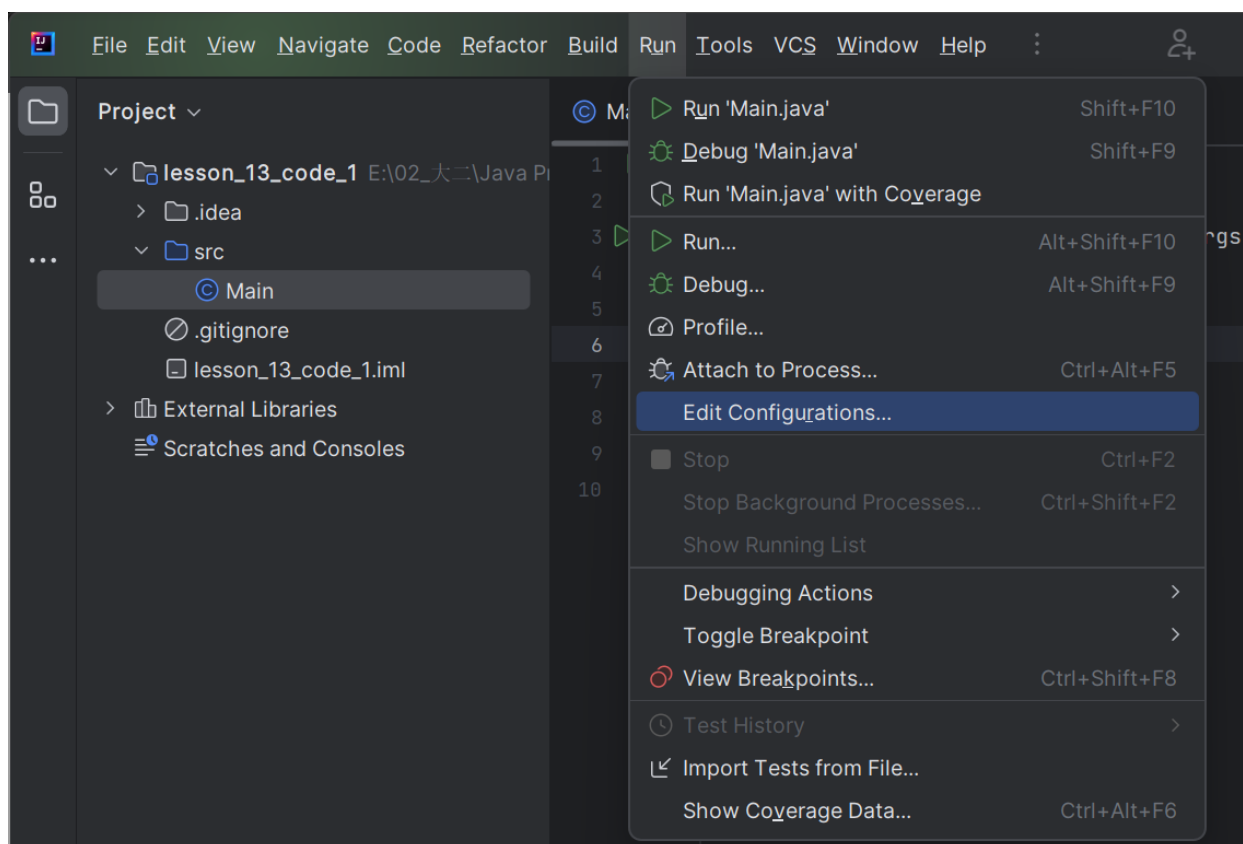 File Edit View Navigate Code Refactor Build Run Tools VCS Window Help
Project
lesson_13_code_1 E:\02_大二\Java
.idea
src
Main
.gitignore
lesson_13_code_1.iml
External Libraries
Scratches and Consoles
1
2
3
4
5
6
7
8
9
10
Run 'Main.java' Shift+F10
Debug 'Main.java' Shift+F9
Run 'Main.java' with Coverage
Run... Alt+Shift+F10
Debug... Alt+Shift+F9
Profile...
Attach to Process... Ctrl+Alt+F5
Edit Configurations...
Stop Ctrl+F2
Stop Background Processes... Ctrl+Shift+F2
Show Running List
Debugging Actions
Toggle Breakpoint
View Breakpoints... Ctrl+Shift+F8
Test History
Import Tests from File...
Show Coverage Data... Ctrl+Alt+F6